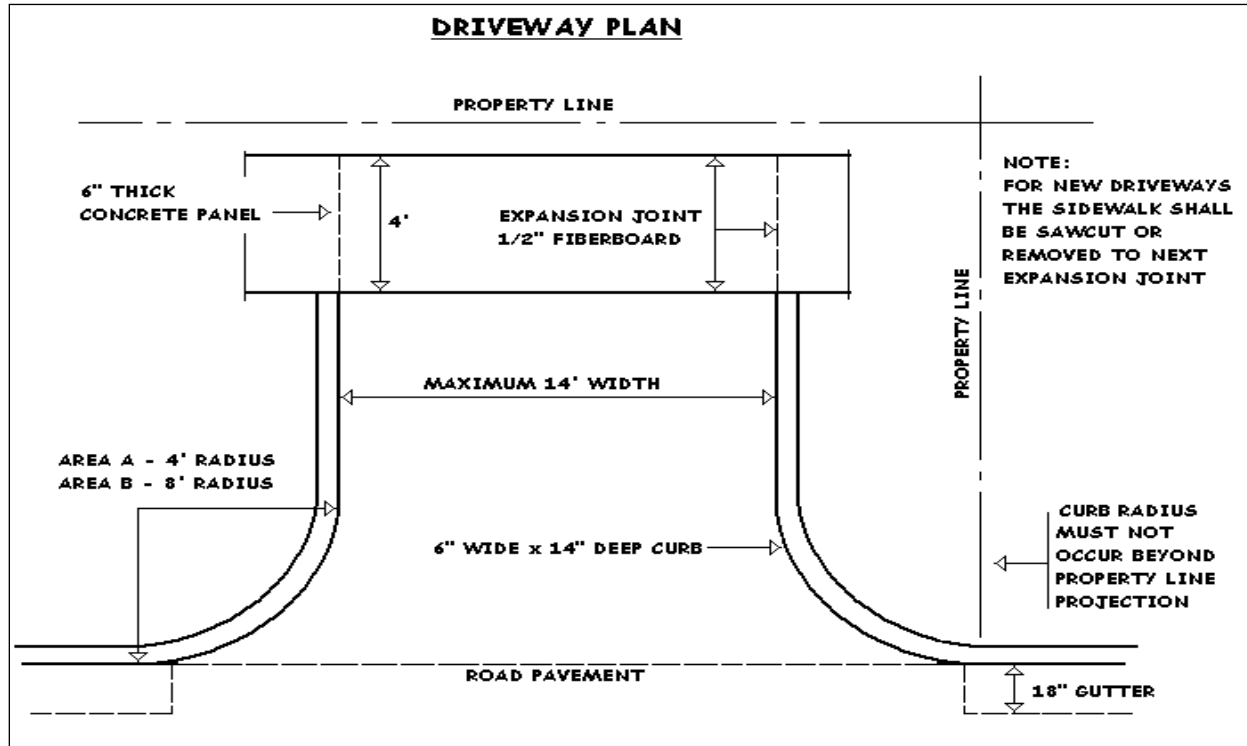 DRIVEWAY PLAN
PROPERTY LINE
6" THICK
CONCRETE PANEL
4'
EXPANSION JOINT
1/2" FIBERBOARD
NOTE:
FOR NEW DRIVEWAYS
THE SIDEWALK SHALL
BE SAWCUT OR
REMOVED TO NEXT
EXPANSION JOINT
PROPERTY LINE
MAXIMUM 14' WIDTH
AREA A - 4' RADIUS
AREA B - 8' RADIUS
6" WIDE x 14" DEEP CURB
CURB RADIUS
MUST NOT
OCCUR BEYOND
PROPERTY LINE
PROJECTION
ROAD PAVEMENT
18" GUTTER